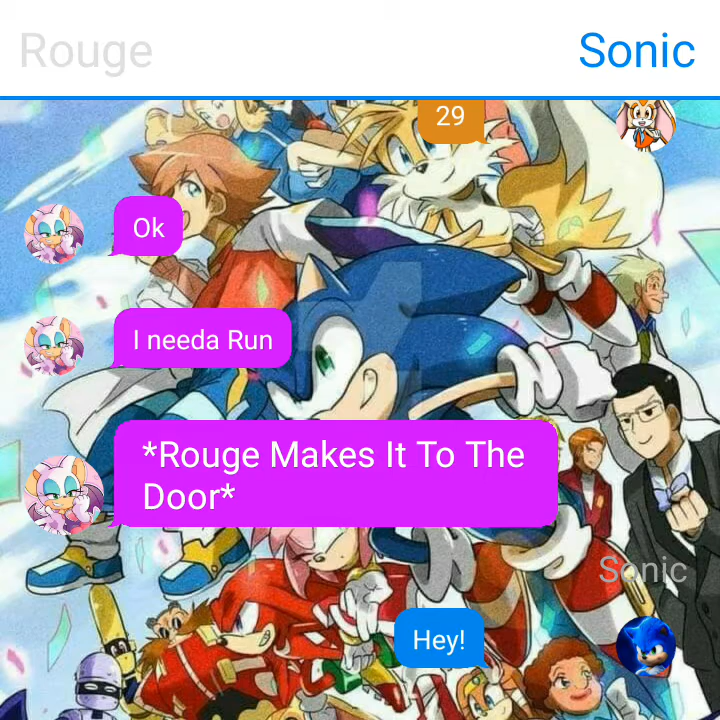 Rouge
Sonic
29
Ok
I needa Run
*Rouge Makes It To The
Door*
Sonic
Hey!